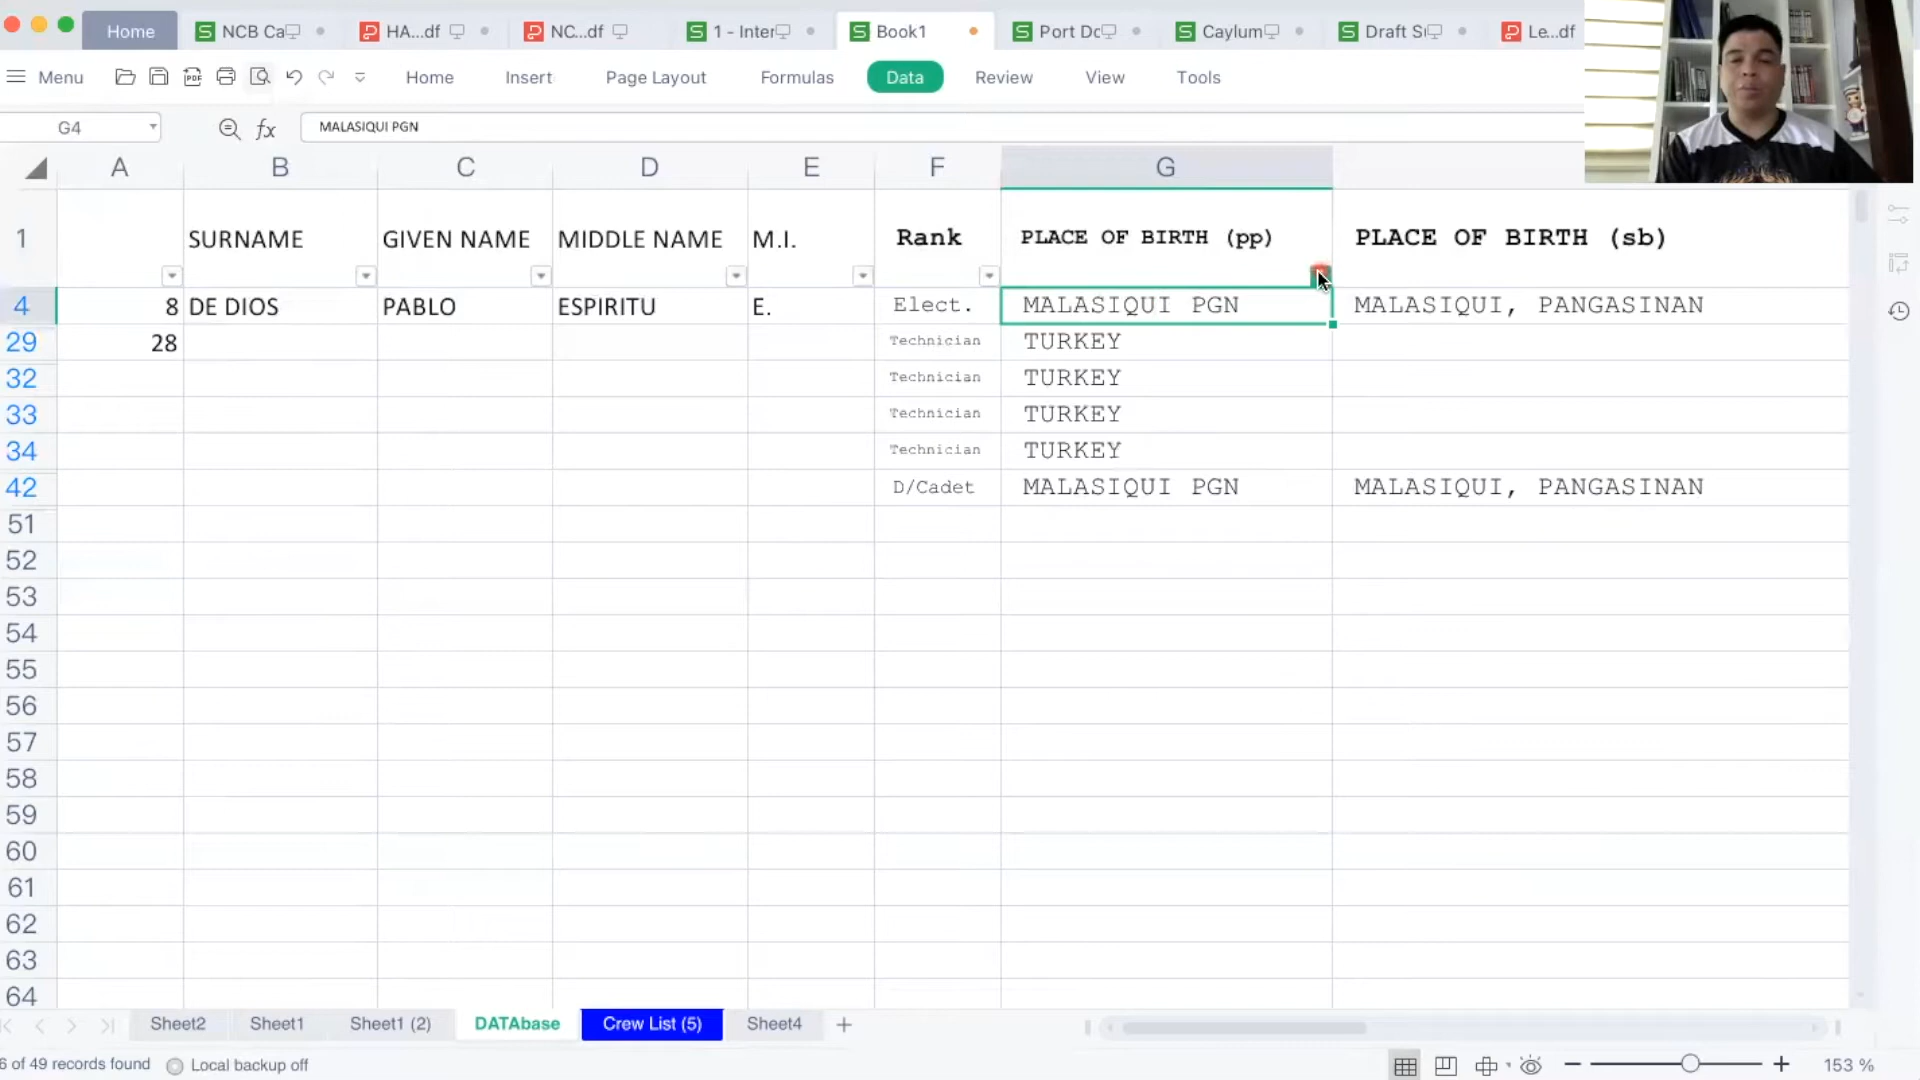 Home NCB Ca HA...df NC...df 1 - Inter Book1 Port Dc Caylum Draft S Le...df
Menu Home Insert Page Layout Formulas Data Review View Tools
G4 fx MALASIQUI PGN
A B C D E F G
1 SURNAME GIVEN NAME MIDDLE NAME M.I. Rank PLACE OF BIRTH (pp) PLACE OF BIRTH (sb)
4 8 DE DIOS PABLO ESPIRITU E. Elect. MALASIQUI PGN MALASIQUI, PANGASINAN
29 28 Technician TURKEY
32 Technician TURKEY
33 Technician TURKEY
34 Technician TURKEY
42 D/Cadet MALASIQUI PGN MALASIQUI, PANGASINAN
51
52
53
54
55
56
57
58
59
60
61
62
63
64
Sheet2 Sheet1 Sheet1 (2) DATAbase Crew List (5) Sheet4 +
6 of 49 records found Local backup off 153 %